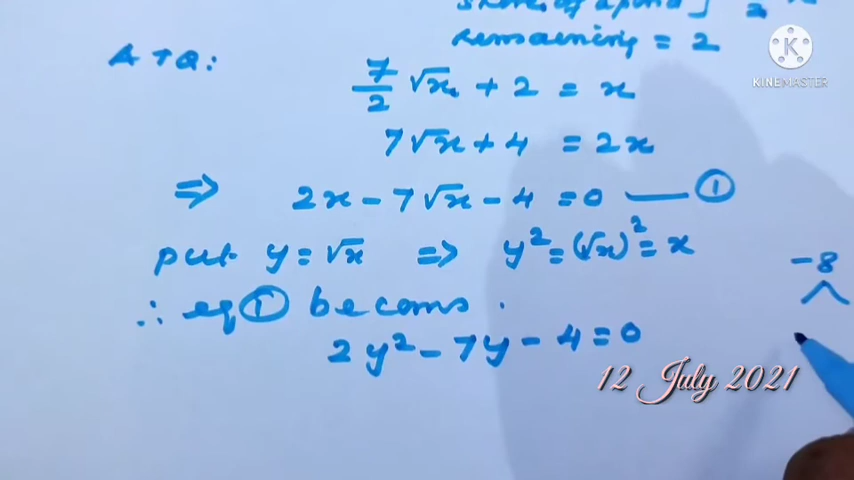 remaining = 2
K
KINEMASTER
A T Q:
7/2 √x + 2 = x
7√x + 4 = 2x
⇒ 2x - 7√x - 4 = 0 —— ①
put y = √x ⇒ y² = (√x)² = x
-8
∴ eq ① becoms .
2y² - 7y - 4 = 0
12 July 2021